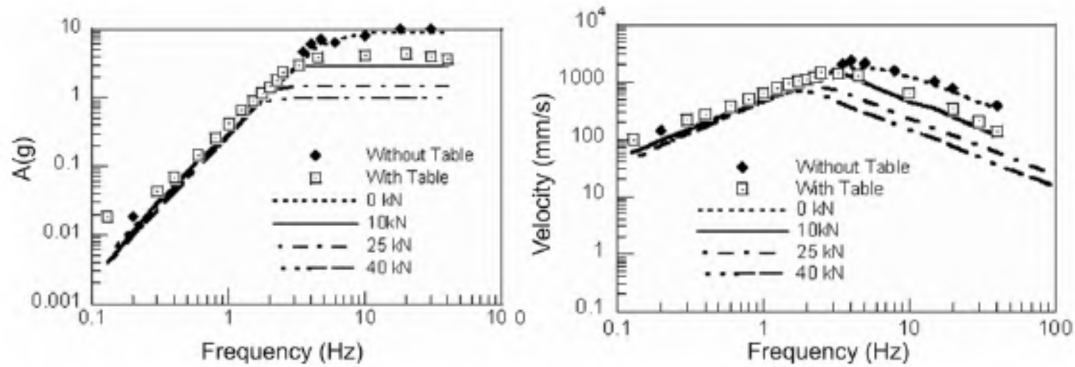 10
1
0.1
0.01
0.001
A(g)
0.1
1
10
10 0
Frequency (Hz)
Without Table
With Table
0 kN
10kN
25 kN
40 kN
10⁴
1000
100
10
1
0.1
Velocity (mm/s)
0.1
1
10
100
Frequency (Hz)
Without Table
With Table
0 kN
10kN
25 kN
40 kN